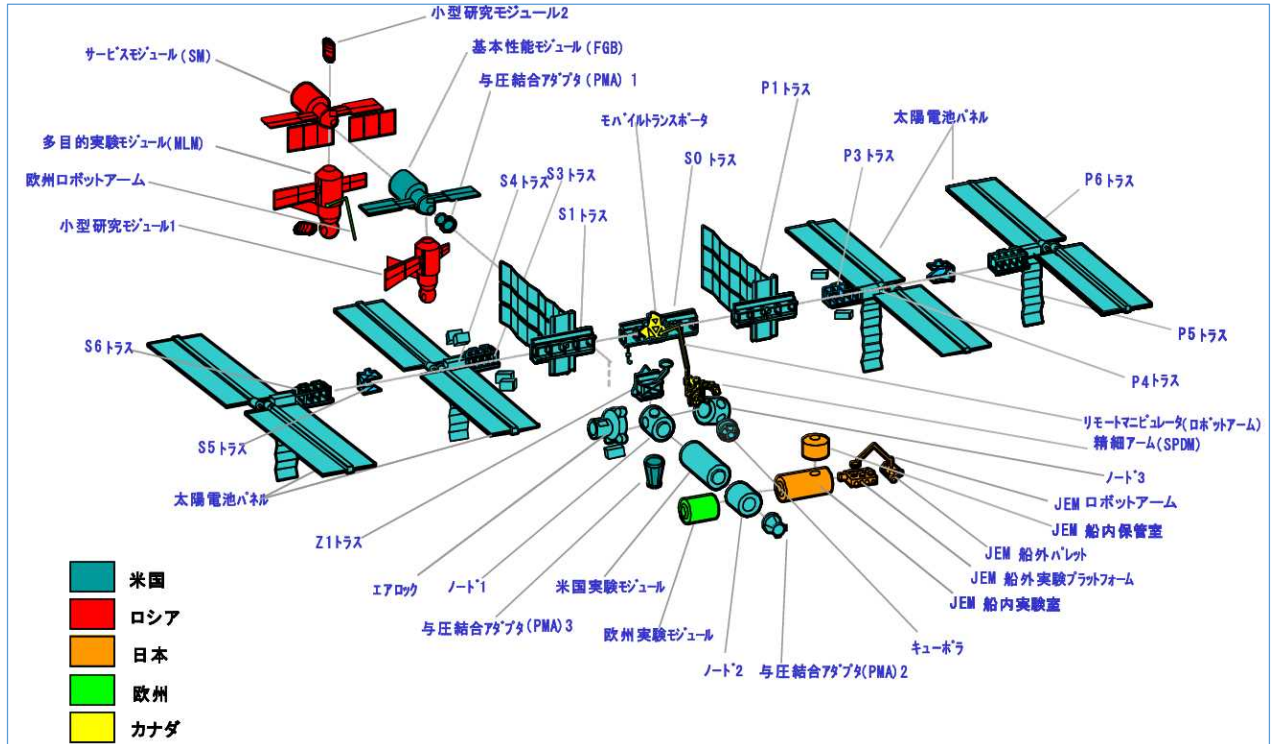 小型研究モジュール2
サービスモジュール(SM)
基本性能モジュール(FGB)
与圧結合アダプタ(PMA) 1
P1トラス
モバイルトランスポータ
太陽電池パネル
多目的実験モジュール(MLM)
S0 トラス
P3トラス
欧州ロボットアーム
S3トラス
S4トラス
P6トラス
小型研究モジュール1
S1トラス
S6トラス
P5トラス
P4トラス
S5トラス
リモートマニピュレータ(ロボットアーム)
精細アーム(SPDM)
太陽電池パネル
ノード3
JEM ロボットアーム
Z1トラス
JEM 船内保管室
エアロック
ノード1
米国実験モジュール
JEM 船外パレット
JEM 船外実験プラットフォーム
JEM 船内実験室
与圧結合アダプタ(PMA)3
欧州実験モジュール
キューポラ
ノード2
与圧結合アダプタ(PMA)2
米国
ロシア
日本
欧州
カナダ